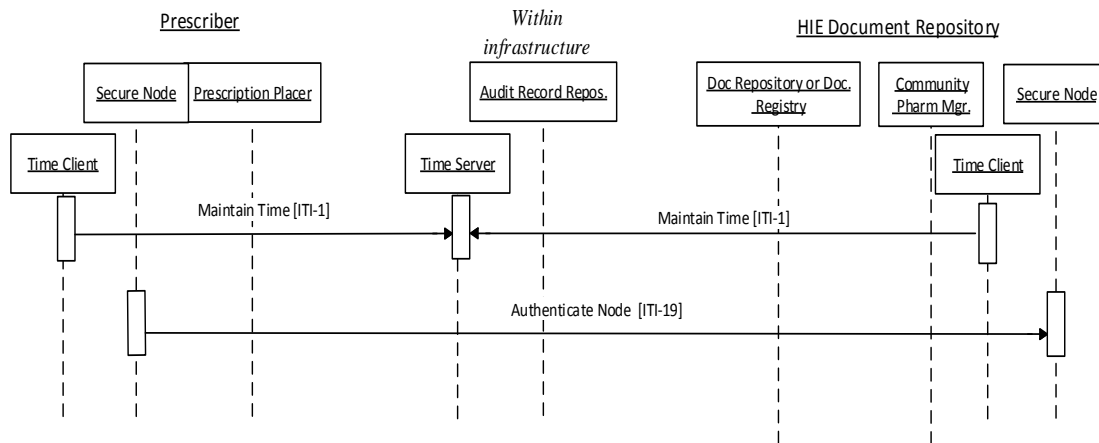 Prescriber
Within
infrastructure
HIE Document Repository
Secure Node
Prescription Placer
Audit Record Repos.
Doc Repository or Doc.
Registry
Community
Pharm Mgr.
Secure Node
Time Client
Time Server
Time Client
Maintain Time [ITI-1]
Maintain Time [ITI-1]
Authenticate Node [ITI-19]